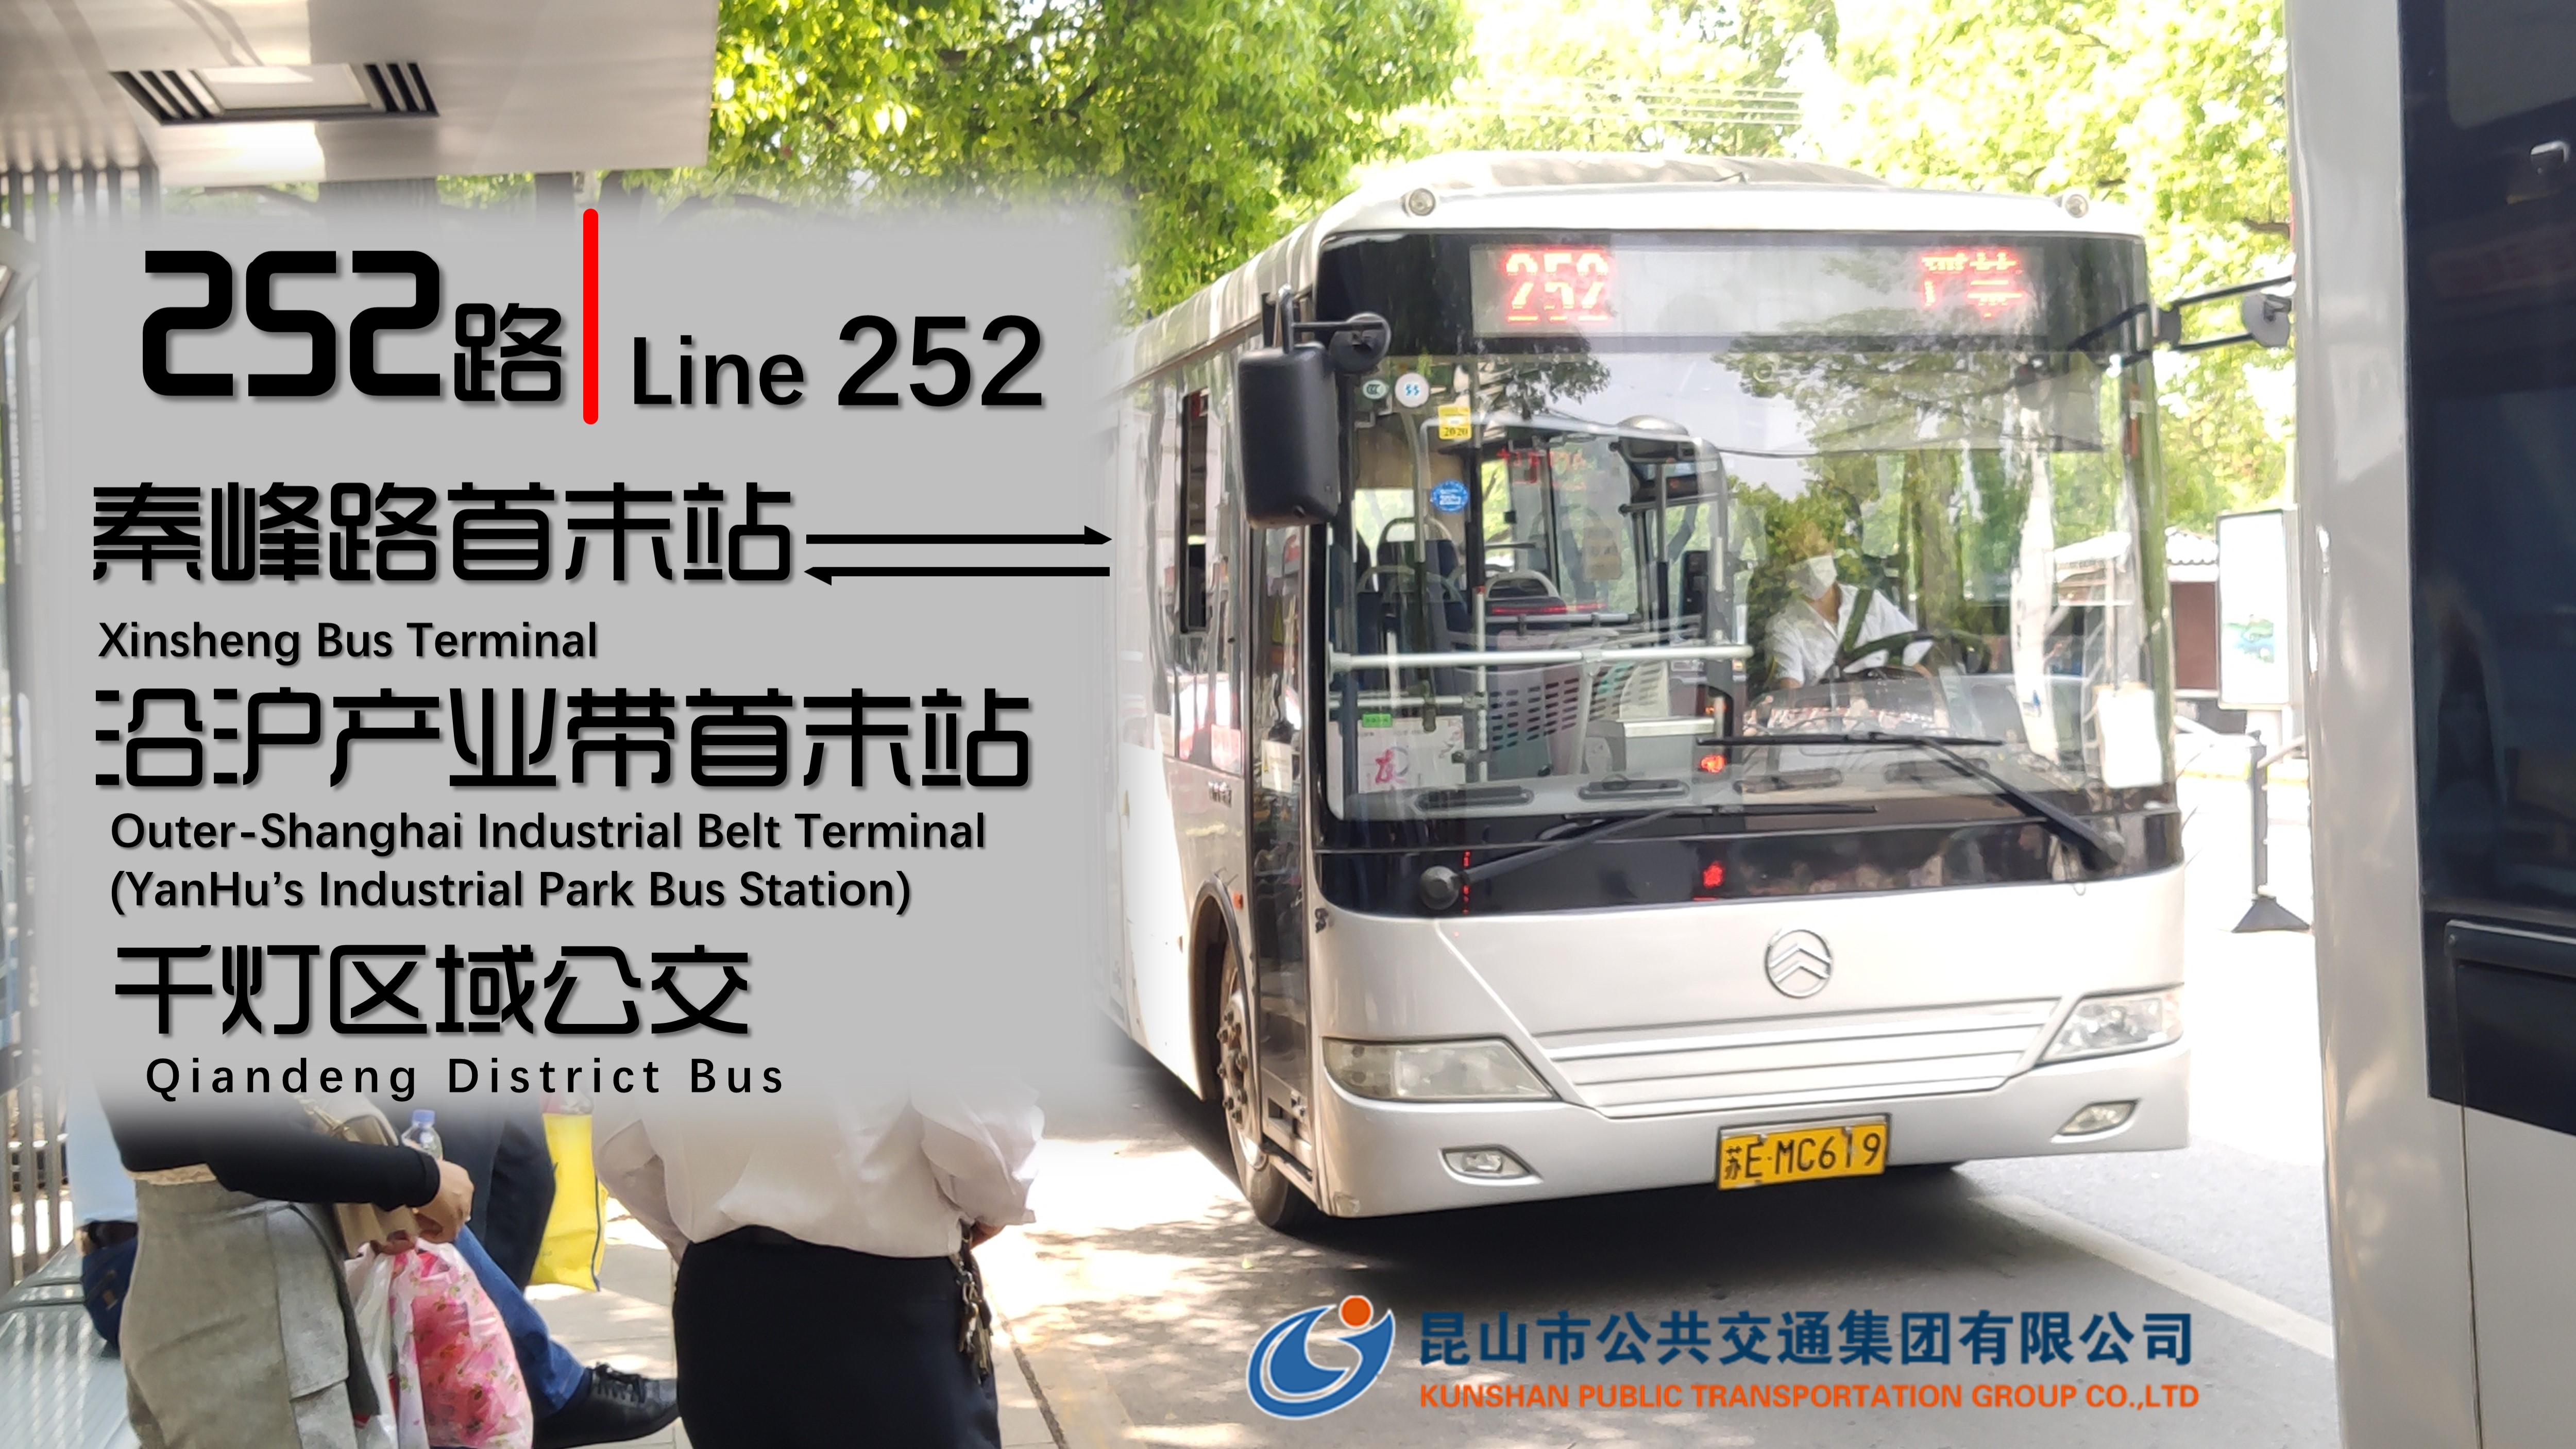 252路
Line 252
秦峰路首末站
Xinsheng Bus Terminal
沿沪产业带首末站
Outer-Shanghai Industrial Belt Terminal
(YanHu’s Industrial Park Bus Station)
千灯区域公交
Qiandeng District Bus
252
2020
苏E·MC619
昆山市公共交通集团有限公司
KUNSHAN PUBLIC TRANSPORTATION GROUP CO.,LTD